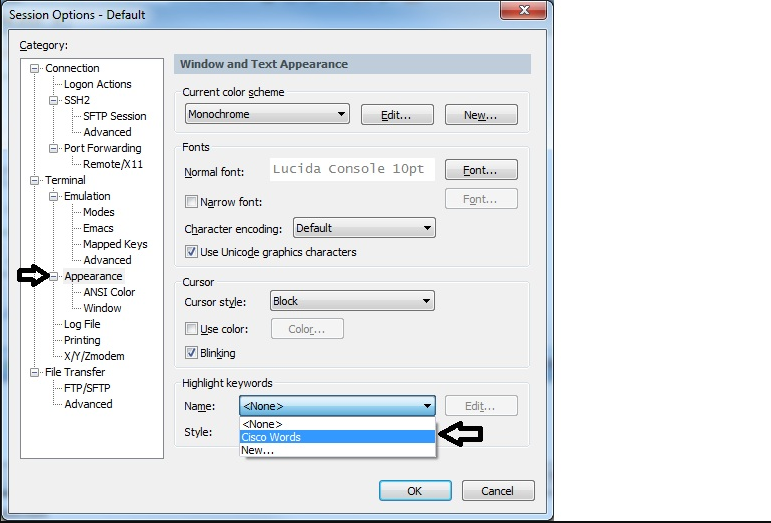 Session Options - Default
Category:
Connection
Logon Actions
SSH2
SFTP Session
Advanced
Port Forwarding
Remote/X11
Terminal
Emulation
Modes
Emacs
Mapped Keys
Advanced
Appearance
ANSI Color
Window
Log File
Printing
X/Y/Zmodem
File Transfer
FTP/SFTP
Advanced
Window and Text Appearance
Current color scheme
Monochrome
Edit...
New...
Fonts
Normal font:
Lucida Console 10pt
Font...
Narrow font:
Font...
Character encoding:
Default
Use Unicode graphics characters
Cursor
Cursor style:
Block
Use color:
Color...
Blinking
Highlight keywords
Name:
<None>
Edit...
<None>
Style:
Cisco Words
New...
OK
Cancel